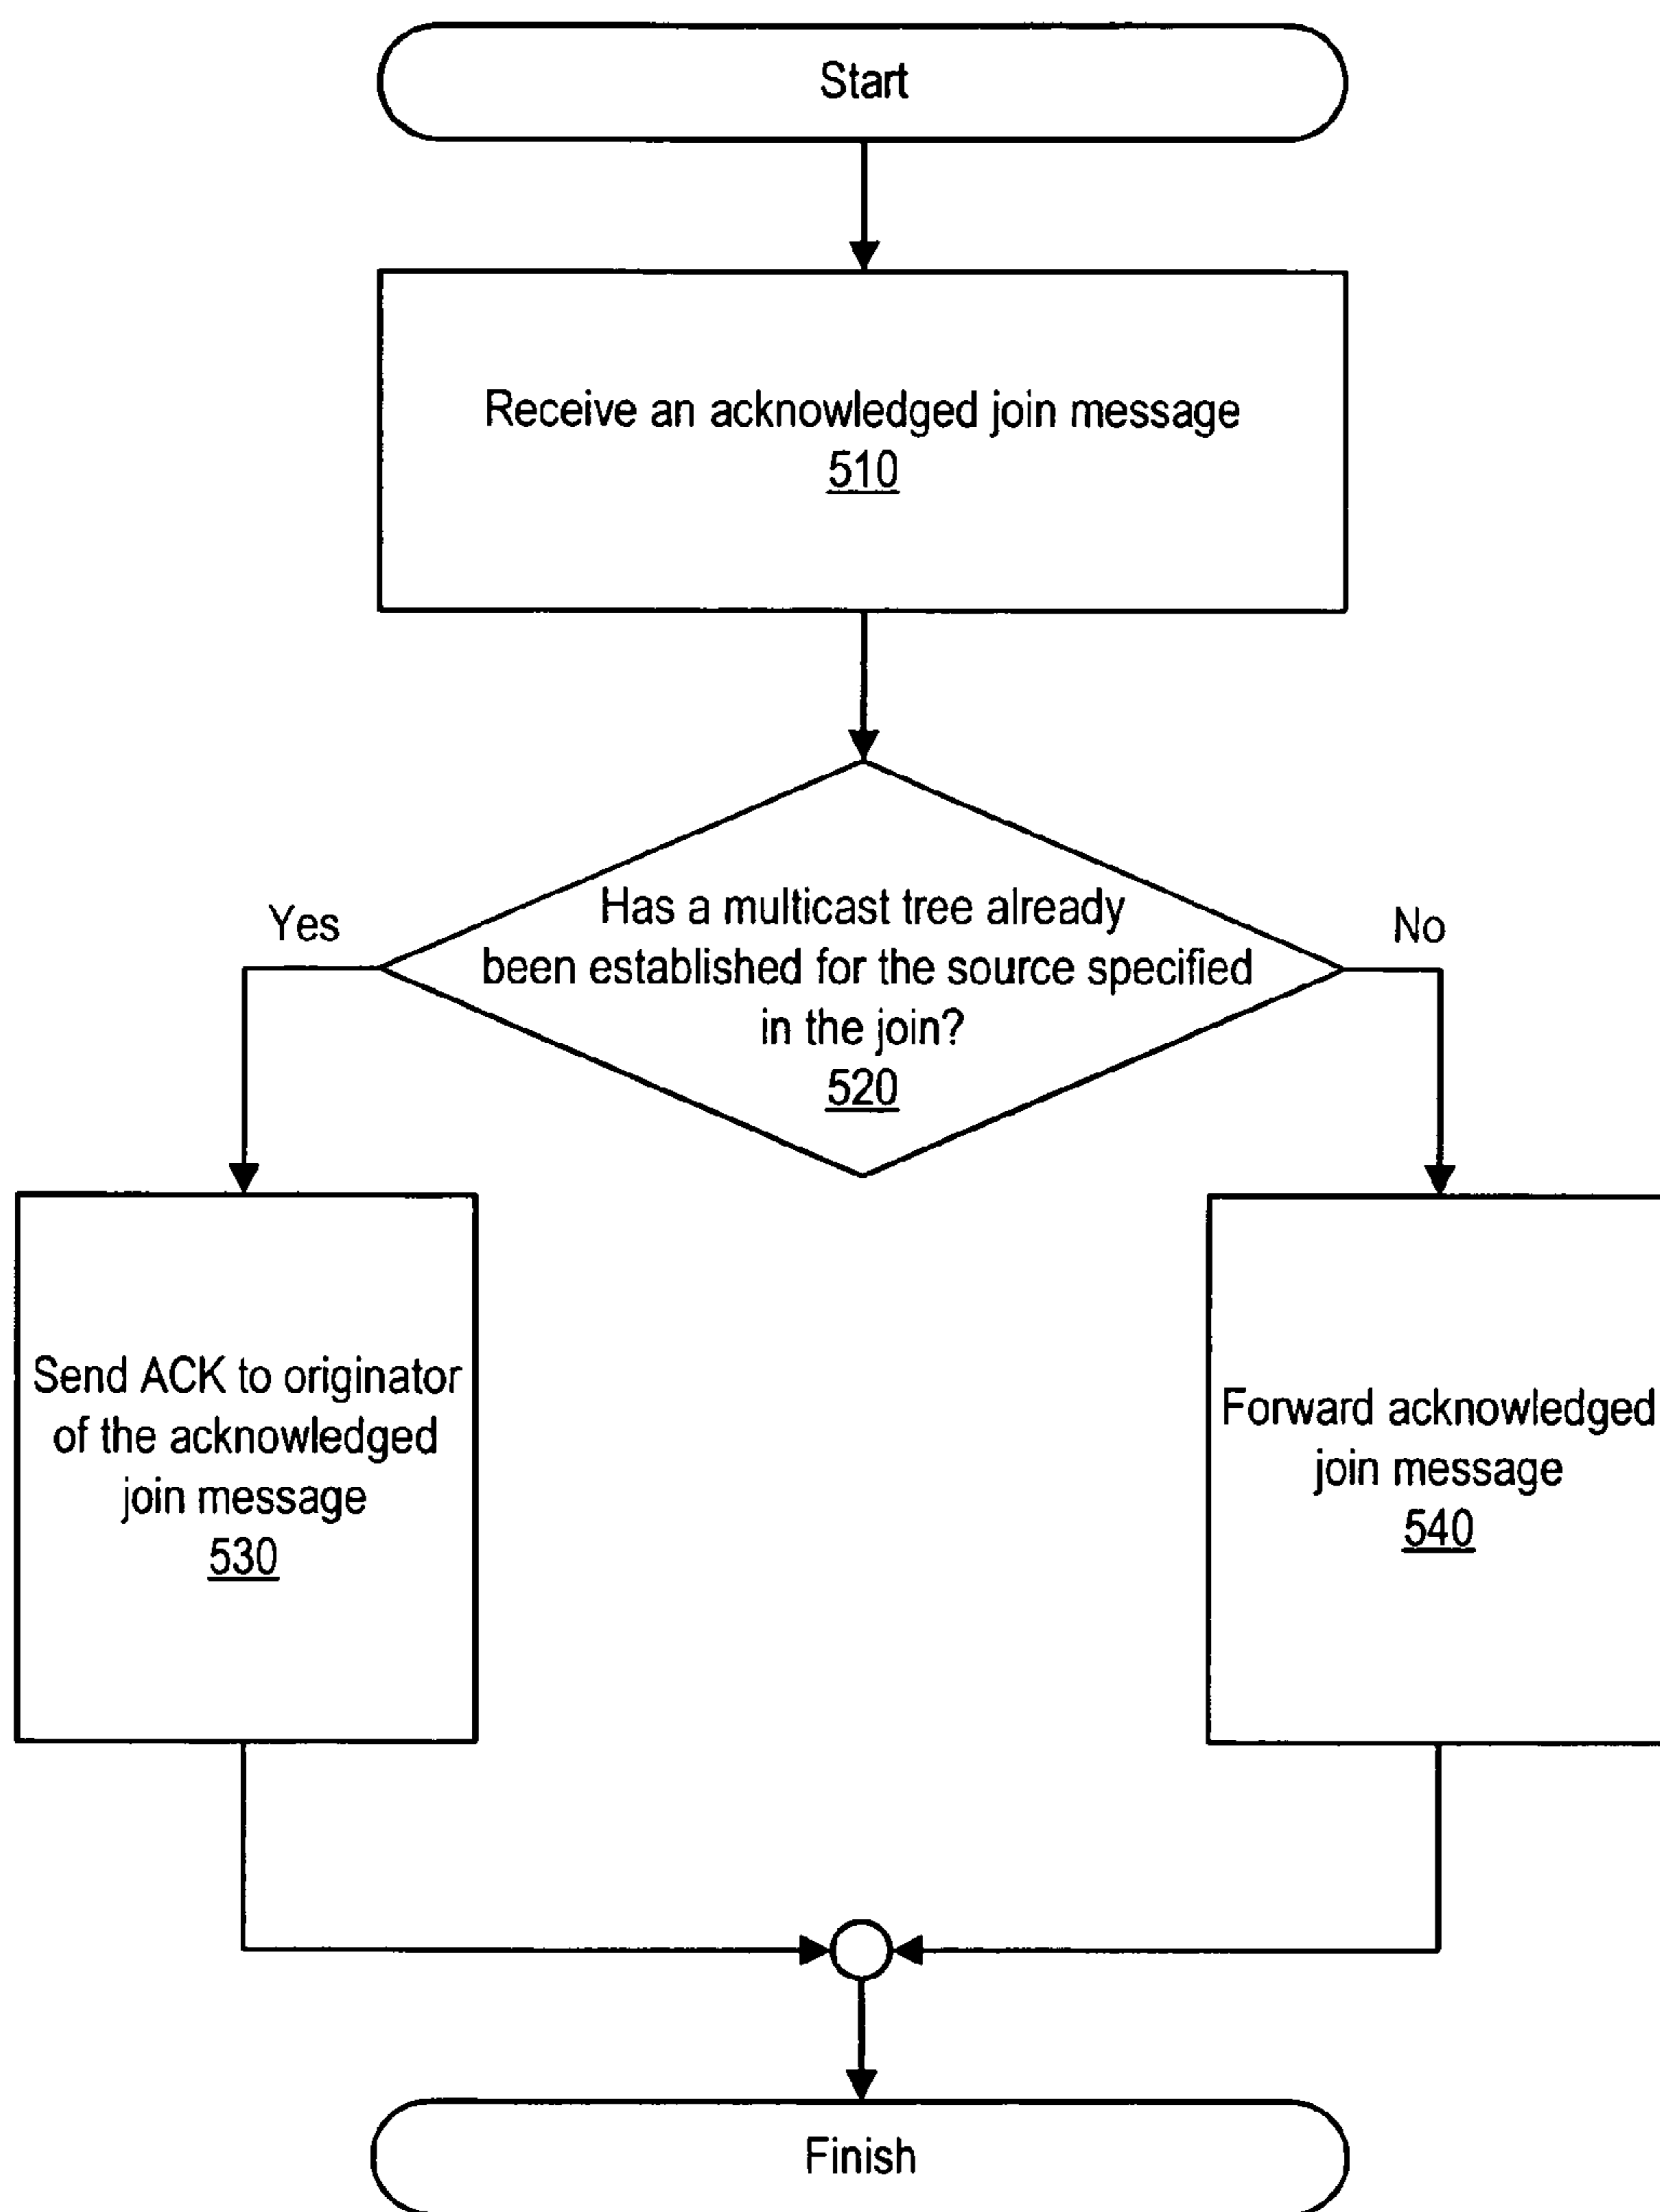 Start
Receive an acknowledged join message
510
Has a multicast tree already
been established for the source specified
in the join?
520
Yes
No
Send ACK to originator
of the acknowledged
join message
530
Forward acknowledged
join message
540
Finish